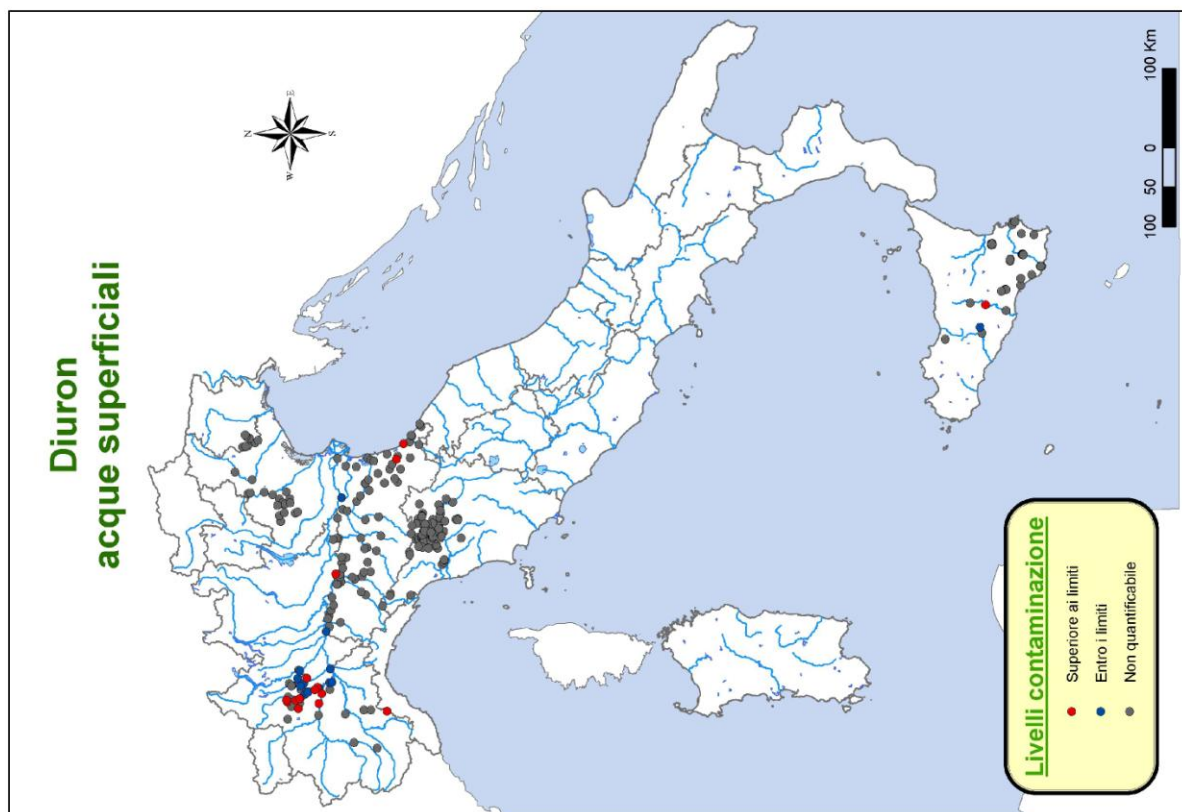 Diuron
acque superficiali
N
W
E
S
Livelli contaminazione
Superiore ai limiti
Entro i limiti
Non quantificabile
100
50
0
100 Km